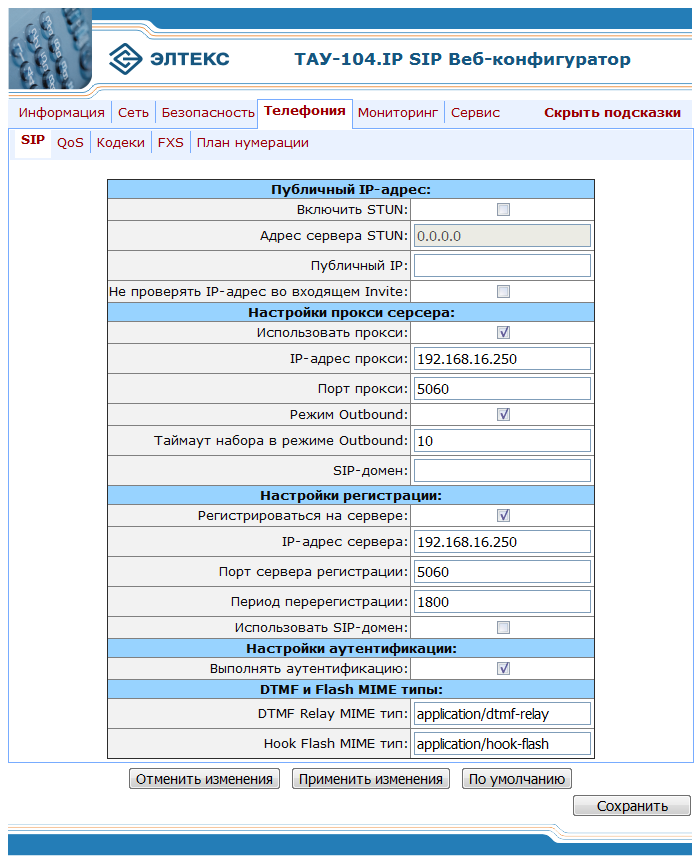 ЭЛТЕКС
ТАУ-104.IP SIP Веб-конфигуратор
Информация Сеть Безопасность Телефония Мониторинг Сервис Скрыть подсказки
SIP QoS Кодеки FXS План нумерации
Публичный IP-адрес:
Включить STUN:
Адрес сервера STUN: 0.0.0.0
Публичный IP:
Не проверять IP-адрес во входящем Invite:
Настройки прокси серсера:
Использовать прокси:
IP-адрес прокси: 192.168.16.250
Порт прокси: 5060
Режим Outbound:
Таймаут набора в режиме Outbound: 10
SIP-домен:
Настройки регистрации:
Регистрироваться на сервере:
IP-адрес сервера: 192.168.16.250
Порт сервера регистрации: 5060
Период перерегистрации: 1800
Использовать SIP-домен:
Настройки аутентификации:
Выполнять аутентификацию:
DTMF и Flash MIME типы:
DTMF Relay MIME тип: application/dtmf-relay
Hook Flash MIME тип: application/hook-flash
Отменить изменения Применить изменения По умолчанию
Сохранить